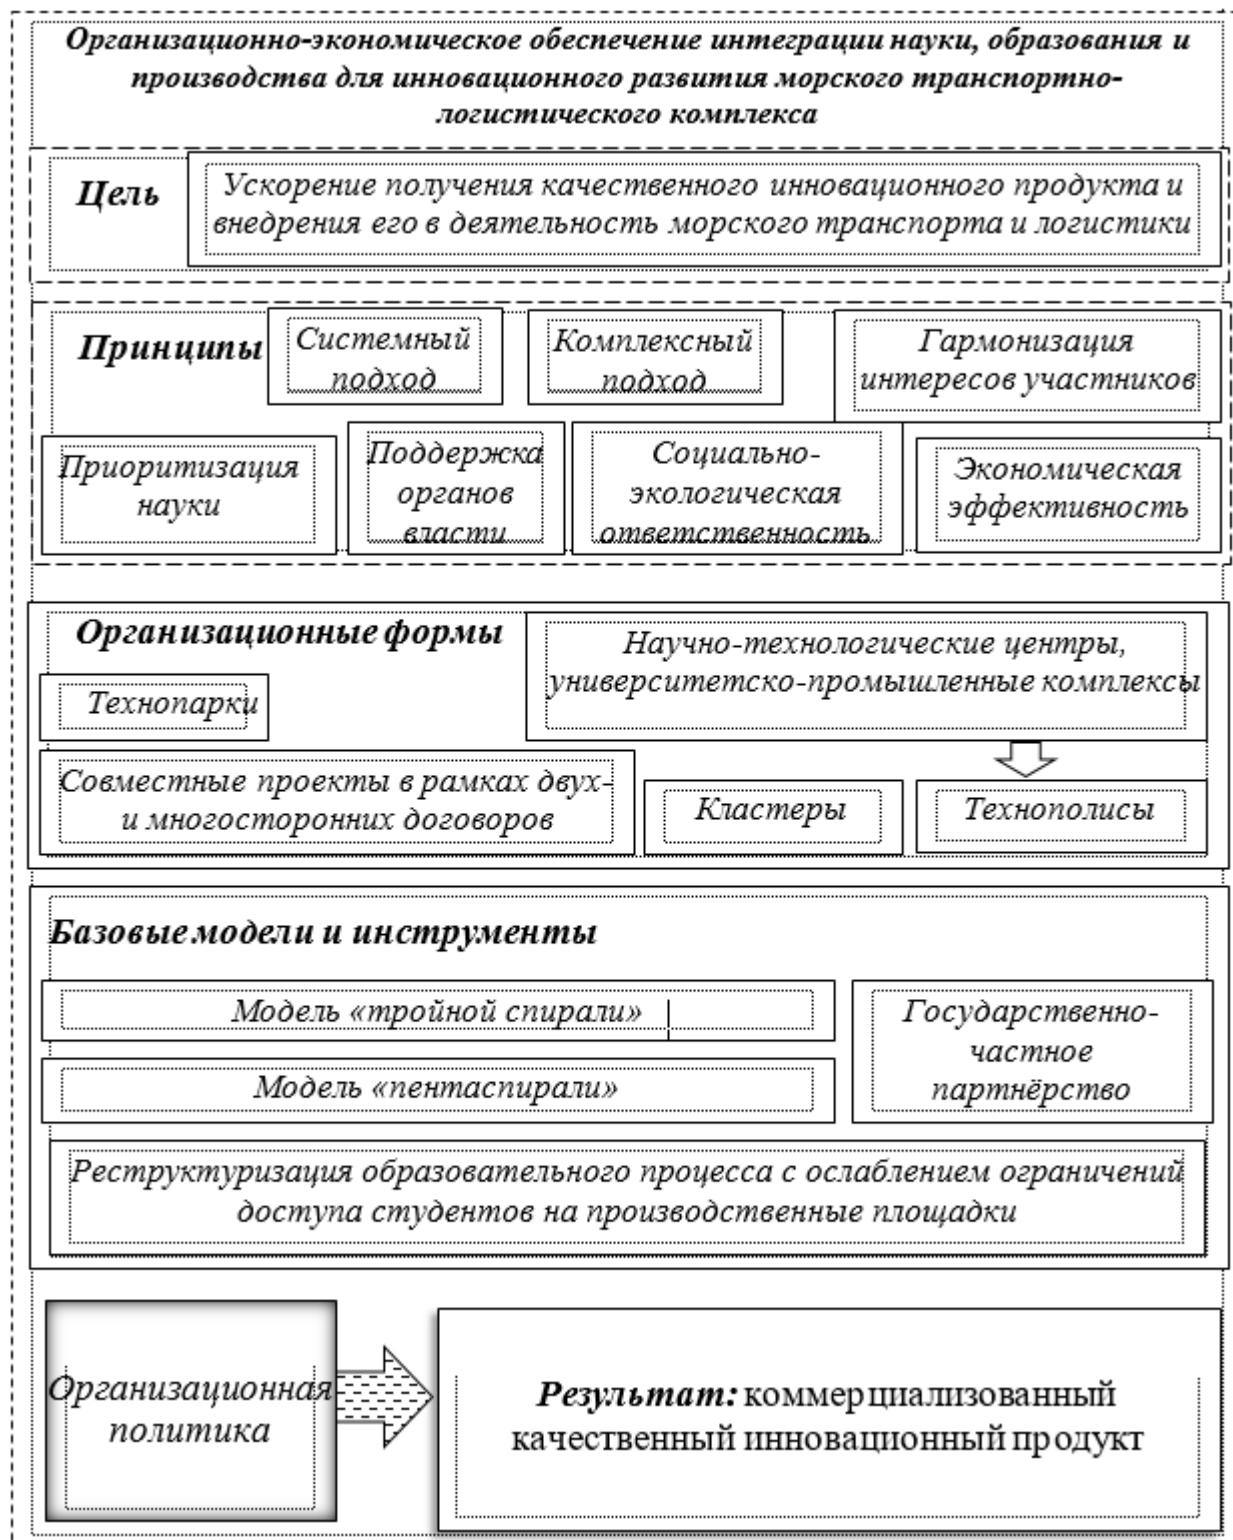 Организационно-экономическое обеспечение интеграции науки, образования и
производства для инновационного развития морского транспортно-
логистического комплекса
Цель
Ускорение получения качественного инновационного продукта и
внедрения его в деятельность морского транспорта и логистики
Принципы
Системный
подход
Комплексный
подход
Гармонизация
интересов участников
Приоритизация
науки
Поддержка
органов
власти
Социально-
экологическая
ответственность
Экономическая
эффективность
Организационные формы
Научно-технологические центры,
университетско-промышленные комплексы
Технопарки
Совместные проекты в рамках двух-
и многосторонних договоров
Кластеры
Технополисы
Базовые модели и инструменты
Модель «тройной спирали»
Государственно-
частное
партнёрство
Модель «пентаспирали»
Реструктуризация образовательного процесса с ослаблением ограничений
доступа студентов на производственные площадки
Организационная
политика
Результат: коммерциализованный
качественный инновационный продукт